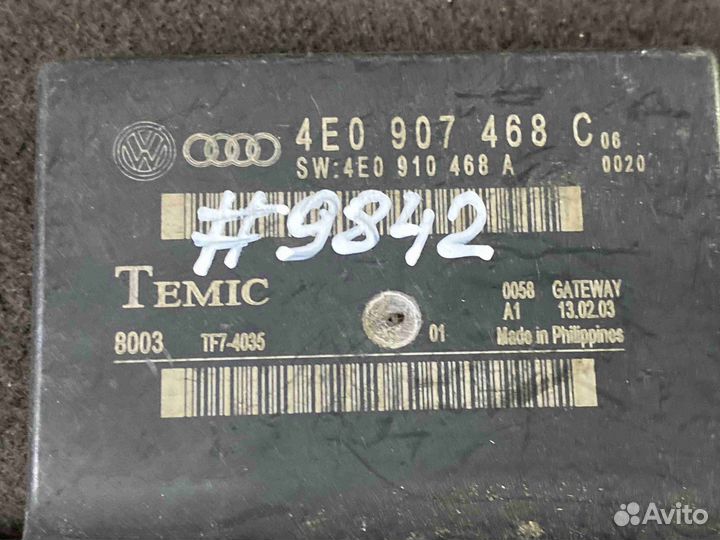 4E0 907 468 C 06
SW:4E0 910 468 A 0020
#9842
TEMIC
0058 GATEWAY
A1 13.02.03
8003 TF7-4035 01 Made in Philippines
Avito